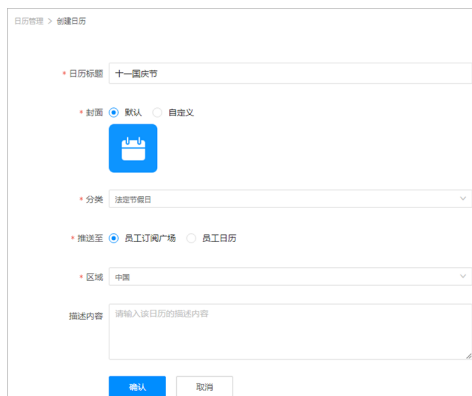 日历管理 > 创建日历
* 日历标题 十一国庆节
* 封面 默认 自定义
* 分类 法定节假日
* 推送至 员工订阅广场 员工日历
* 区域 中国
描述内容 请输入该日历的描述内容
确认 取消